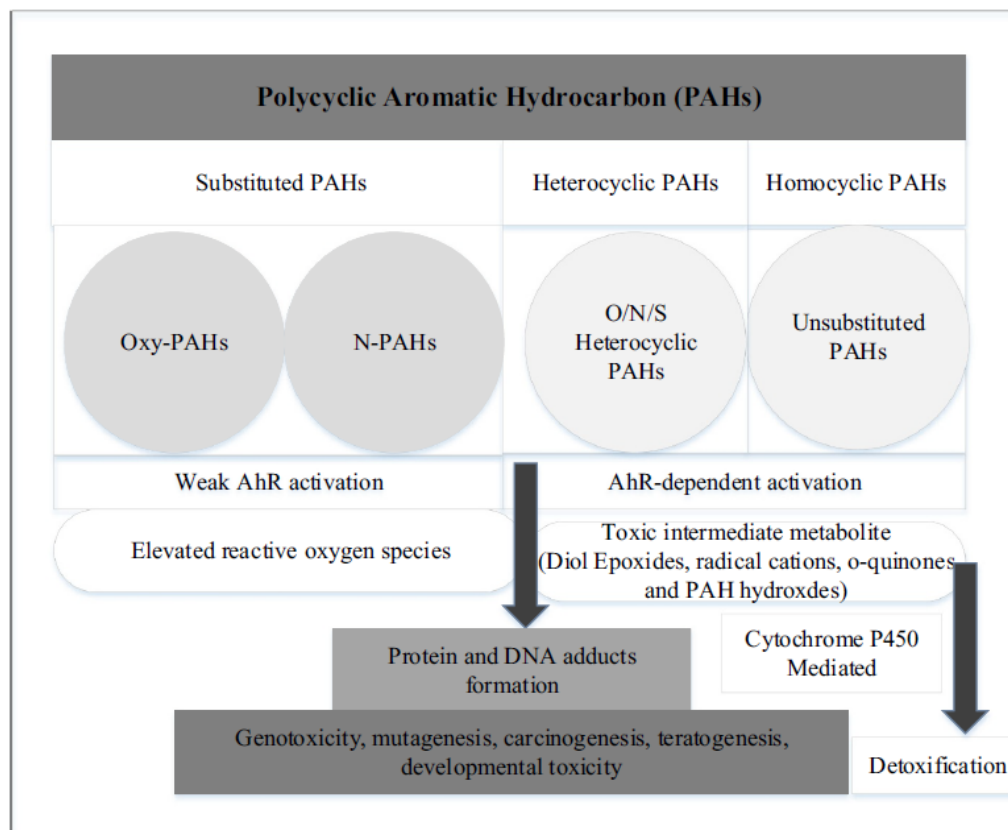 Polycyclic Aromatic Hydrocarbon (PAHs)
Substituted PAHs
Heterocyclic PAHs
Homocyclic PAHs
Oxy-PAHs
N-PAHs
O/N/S
Heterocyclic
PAHs
Unsubstituted
PAHs
Weak AhR activation
AhR-dependent activation
Elevated reactive oxygen species
Toxic intermediate metabolite
(Diol Epoxides, radical cations, o-quinones
and PAH hydroxdes)
Protein and DNA adducts
formation
Cytochrome P450
Mediated
Genotoxicity, mutagenesis, carcinogenesis, teratogenesis,
developmental toxicity
Detoxification